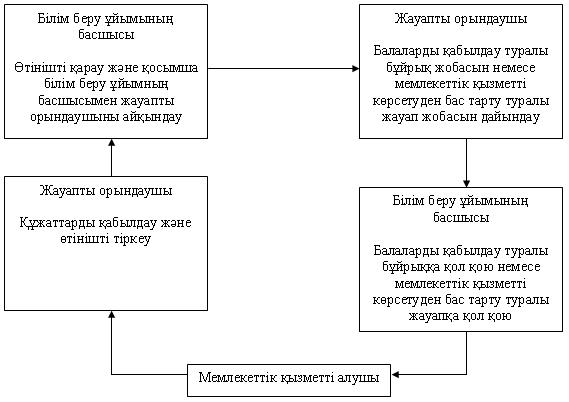 Білім беру ұйымының
басшысы
Өтінішті қарау және қосымша
білім беру ұйымның
басшысымен жауапты
орындаушыны айқындау
Жауапты орындаушы
Балаларды қабылдау туралы
бұйрық жобасын немесе
мемлекеттік қызметті
көрсетуден бас тарту туралы
жауап жобасын дайындау
Жауапты орындаушы
Құжаттарды қабылдау және
өтінішті тіркеу
Білім беру ұйымының
басшысы
Балаларды қабылдау туралы
бұйрыққа қол қою немесе
мемлекеттік қызметті
көрсетуден бас тарту туралы
жауапқа қол қою
Мемлекеттік қызметті алушы